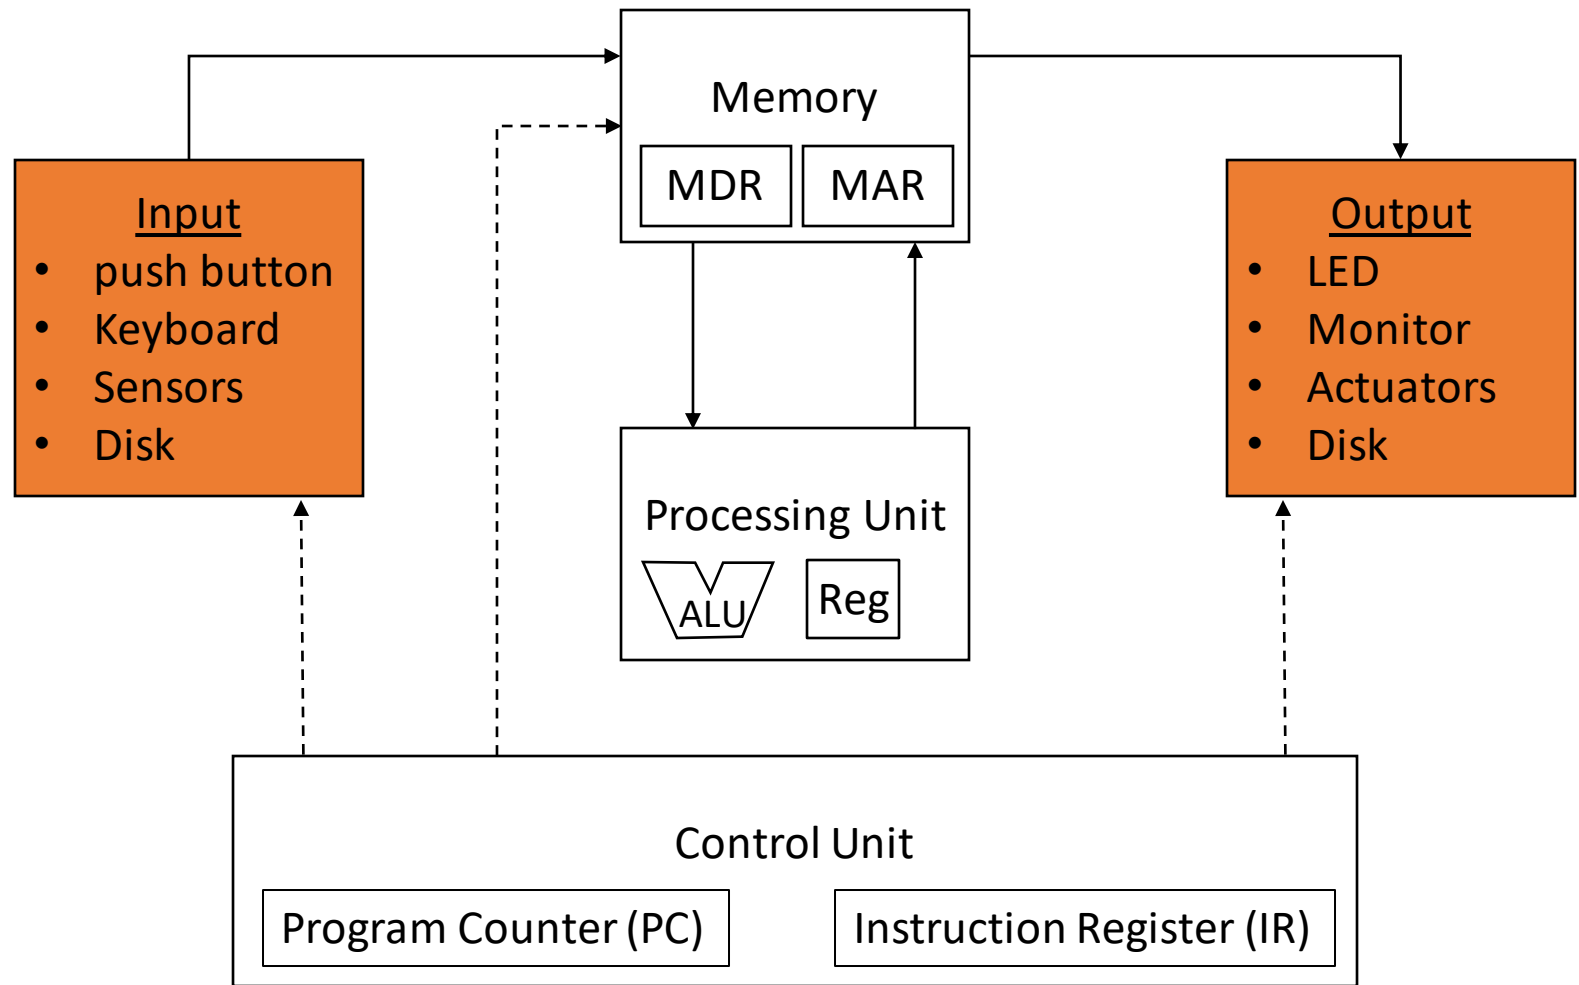 Memory
MDR
MAR
Input
• push button
• Keyboard
• Sensors
• Disk
Output
• LED
• Monitor
• Actuators
• Disk
Processing Unit
ALU
Reg
Control Unit
Program Counter (PC)
Instruction Register (IR)